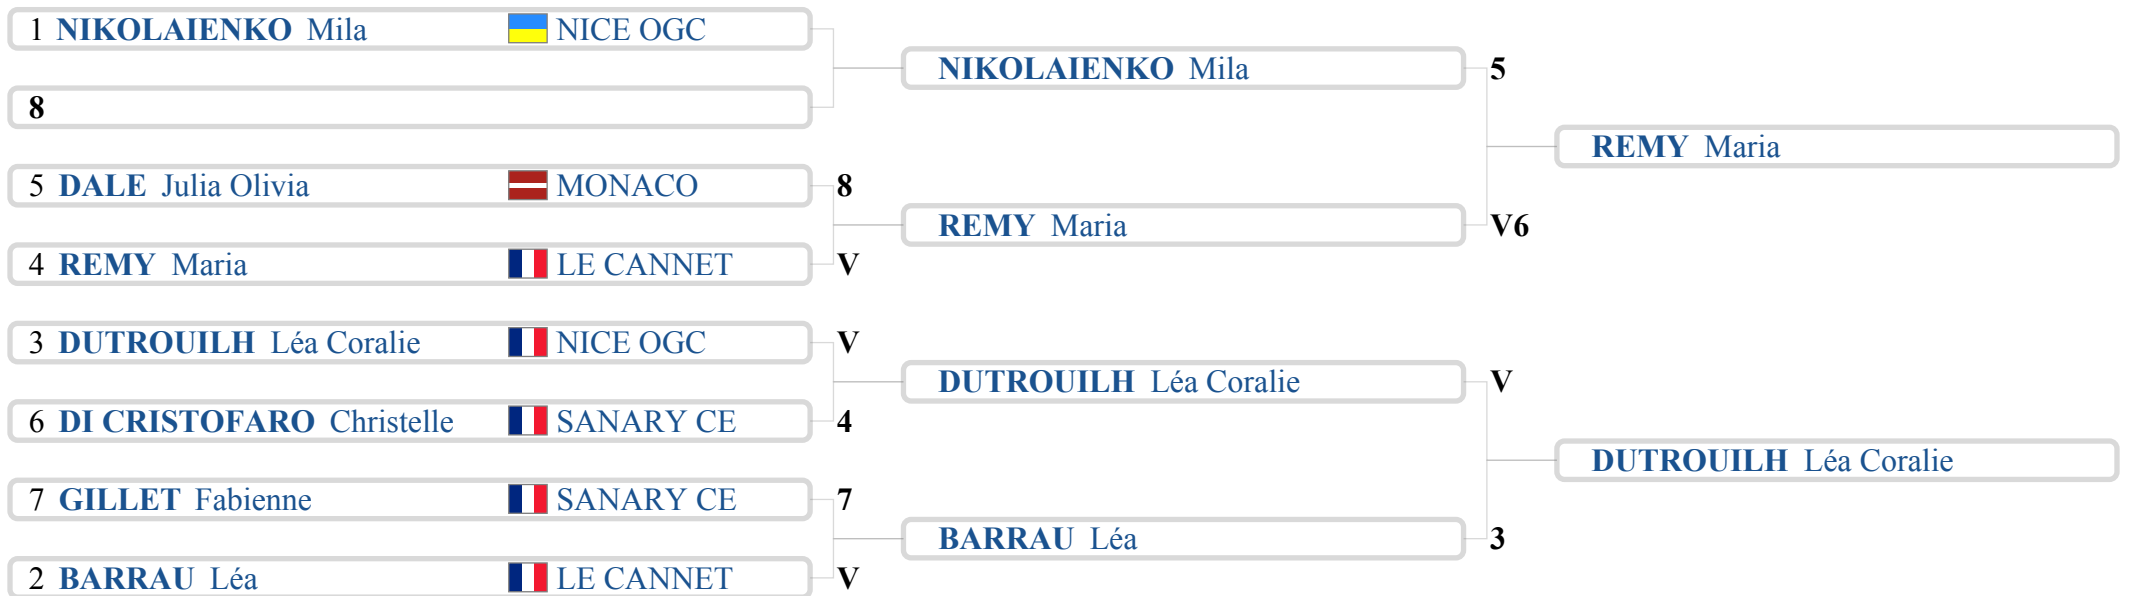 1 NIKOLAIENKO Mila NICE OGC
8
5 DALE Julia Olivia MONACO 8
4 REMY Maria LE CANNET V
3 DUTROUILH Léa Coralie NICE OGC V
6 DI CRISTOFARO Christelle SANARY CE 4
7 GILLET Fabienne SANARY CE 7
2 BARRAU Léa LE CANNET V
NIKOLAIENKO Mila 5
REMY Maria V6
DUTROUILH Léa Coralie V
BARRAU Léa 3
REMY Maria
DUTROUILH Léa Coralie